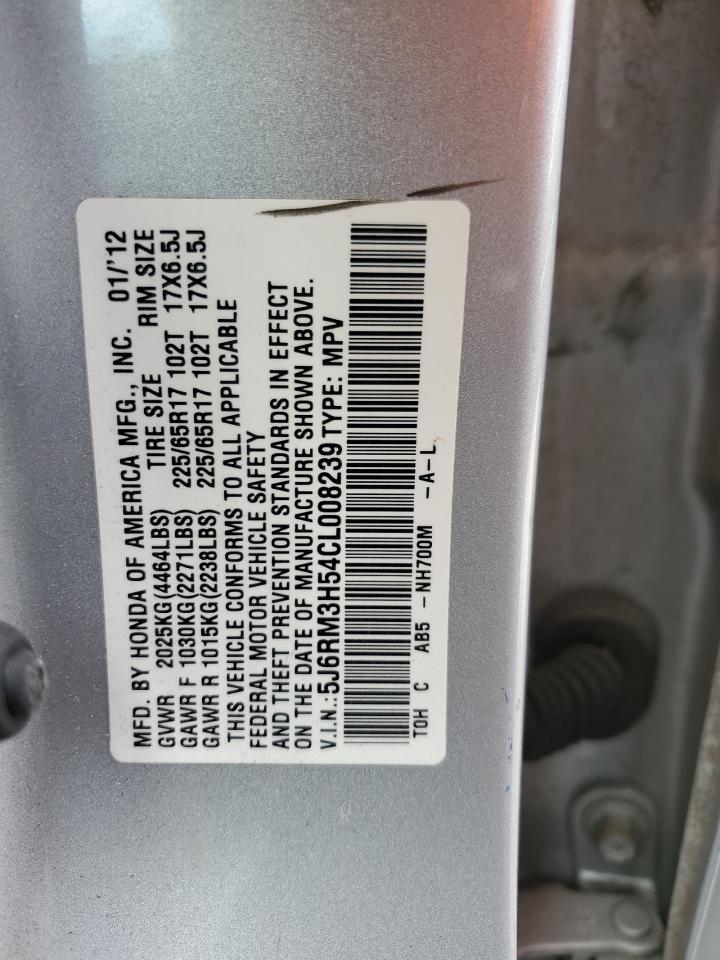 MFD. BY HONDA OF AMERICA MFG., INC. 01/'12
GVWR 2025KG(4464LBS) TIRE SIZE RIM SIZE
GAWR F 1030KG(2271LBS) 225/65R17 102T 17X6.5J
GAWR R 1015KG(2238LBS) 225/65R17 102T 17X6.5J
THIS VEHICLE CONFORMS TO ALL APPLICABLE
FEDERAL MOTOR VEHICLE SAFETY
AND THEFT PREVENTION STANDARDS IN EFFECT
ON THE DATE OF MANUFACTURE SHOWN ABOVE.
V.I.N.: 5J6RM3H54CL008239 TYPE: MPV
TOH C AB5 -NH700M -A-L